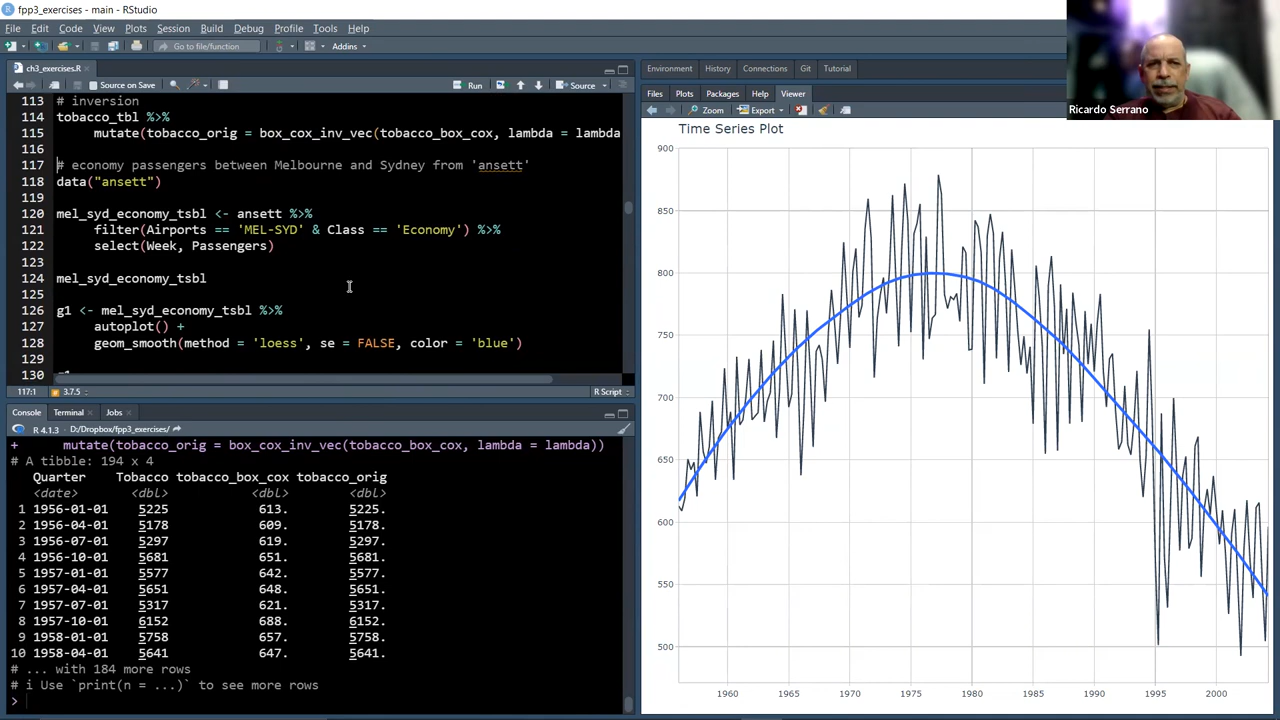 fpp3_exercises - main - RStudio
File Edit Code View Plots Session Build Debug Profile Tools Help
Go to file/function Addins
ch3_exercises.R
Source on Save Run Source
113 # inversion
114 tobacco_tbl %>%
115 mutate(tobacco_orig = box_cox_inv_vec(tobacco_box_cox, lambda = lambda
116
117 # economy passengers between Melbourne and Sydney from 'ansett'
118 data("ansett")
119
120 mel_syd_economy_tsbl <- ansett %>%
121 filter(Airports == 'MEL-SYD' & Class == 'Economy') %>%
122 select(Week, Passengers)
123
124 mel_syd_economy_tsbl
125
126 g1 <- mel_syd_economy_tsbl %>%
127 autoplot() +
128 geom_smooth(method = 'loess', se = FALSE, color = 'blue')
129
130
117:1 3.7.5 R Script
Console Terminal Jobs
R 4.1.3 D:/Dropbox/fpp3_exercises/
+ mutate(tobacco_orig = box_cox_inv_vec(tobacco_box_cox, lambda = lambda))
# A tibble: 194 x 4
Quarter Tobacco tobacco_box_cox tobacco_orig
<date> <dbl> <dbl> <dbl>
1 1956-01-01 5225 613. 5225.
2 1956-04-01 5178 609. 5178.
3 1956-07-01 5297 619. 5297.
4 1956-10-01 5681 651. 5681.
5 1957-01-01 5577 642. 5577.
6 1957-04-01 5651 648. 5651.
7 1957-07-01 5317 621. 5317.
8 1957-10-01 6152 688. 6152.
9 1958-01-01 5758 657. 5758.
10 1958-04-01 5641 647. 5641.
# ... with 184 more rows
# i Use `print(n = ...)` to see more rows
>
Environment History Connections Git Tutorial
Files Plots Packages Help Viewer
Zoom Export
Time Series Plot
900
850
800
750
700
650
600
550
500
1960 1965 1970 1975 1980 1985 1990 1995 2000
Ricardo Serrano